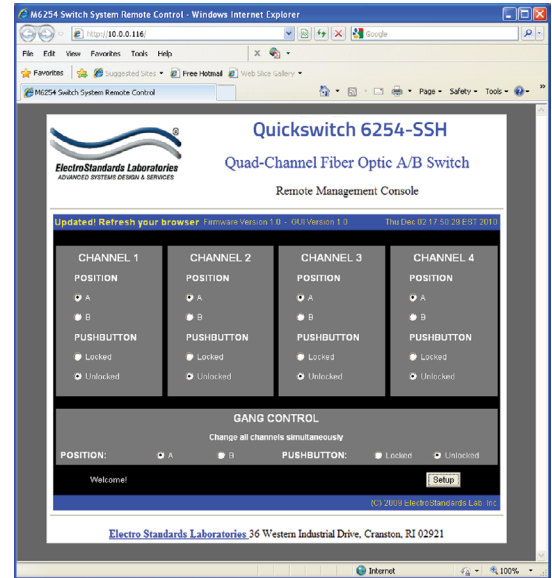 M6254 Switch System Remote Control - Windows Internet Explorer
http://10.0.0.116/
Google
File Edit View Favorites Tools Help
X
Favorites Suggested Sites Free Hotmail Web Slice Gallery
M6254 Switch System Remote Control Page Safety Tools
Quickswitch 6254-SSH
®
ElectroStandards Laboratories
ADVANCED SYSTEMS DESIGN & SERVICES
Quad-Channel Fiber Optic A/B Switch
Remote Management Console
Updated! Refresh your browser Firmware Version 1.0 - GUI Version 1.0 Thu Dec 02 17:50:29 EST 2010
CHANNEL 1 CHANNEL 2 CHANNEL 3 CHANNEL 4
POSITION POSITION POSITION POSITION
A A A A
B B B B
PUSHBUTTON PUSHBUTTON PUSHBUTTON PUSHBUTTON
Locked Locked Locked Locked
Unlocked Unlocked Unlocked Unlocked
GANG CONTROL
Change all channels simultaneously
POSITION: A B PUSHBUTTON: Locked Unlocked
Welcome! Setup
(C) 2009 ElectroStandards Lab. Inc
Electro Standards Laboratories 36 Western Industrial Drive, Cranston, RI 02921
Internet 100%